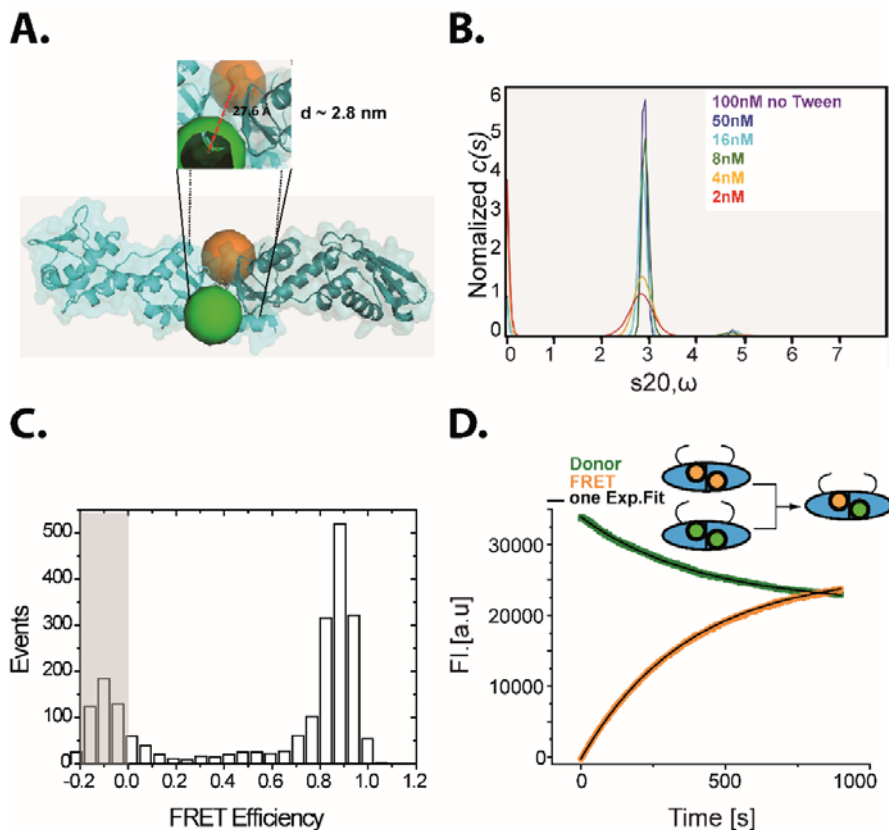 A.
27.6 Å
d ~ 2.8 nm
B.
Nomalized c(s)
6
5
4
3
2
1
0
100nM no Tween
50nM
16nM
8nM
4nM
2nM
0 1 2 3 4 5 6 7
s20,ω
C.
Events
500
400
300
200
100
0
-0.2 0.0 0.2 0.4 0.6 0.8 1.0 1.2
FRET Efficiency
D.
Donor
FRET
one Exp.Fit
Fl.[a.u]
30000
20000
10000
0
0 500 1000
Time [s]